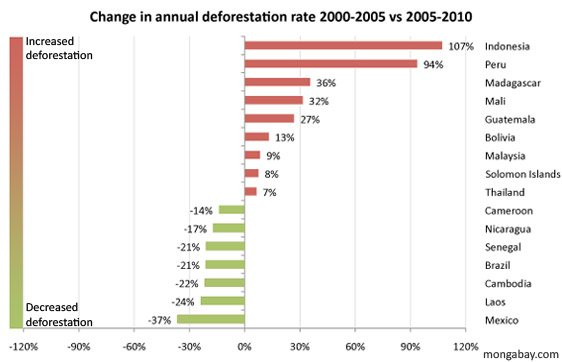 Change in annual deforestation rate 2000-2005 vs 2005-2010
Increased
deforestation
107% Indonesia
94% Peru
36% Madagascar
32% Mali
27% Guatemala
13% Bolivia
9% Malaysia
8% Solomon Islands
7% Thailand
-14% Cameroon
-17% Nicaragua
-21% Senegal
-21% Brazil
-22% Cambodia
-24% Laos
-37% Mexico
Decreased
deforestation
-120% -90% -60% -30% 0% 30% 60% 90% 120%
mongabay.com